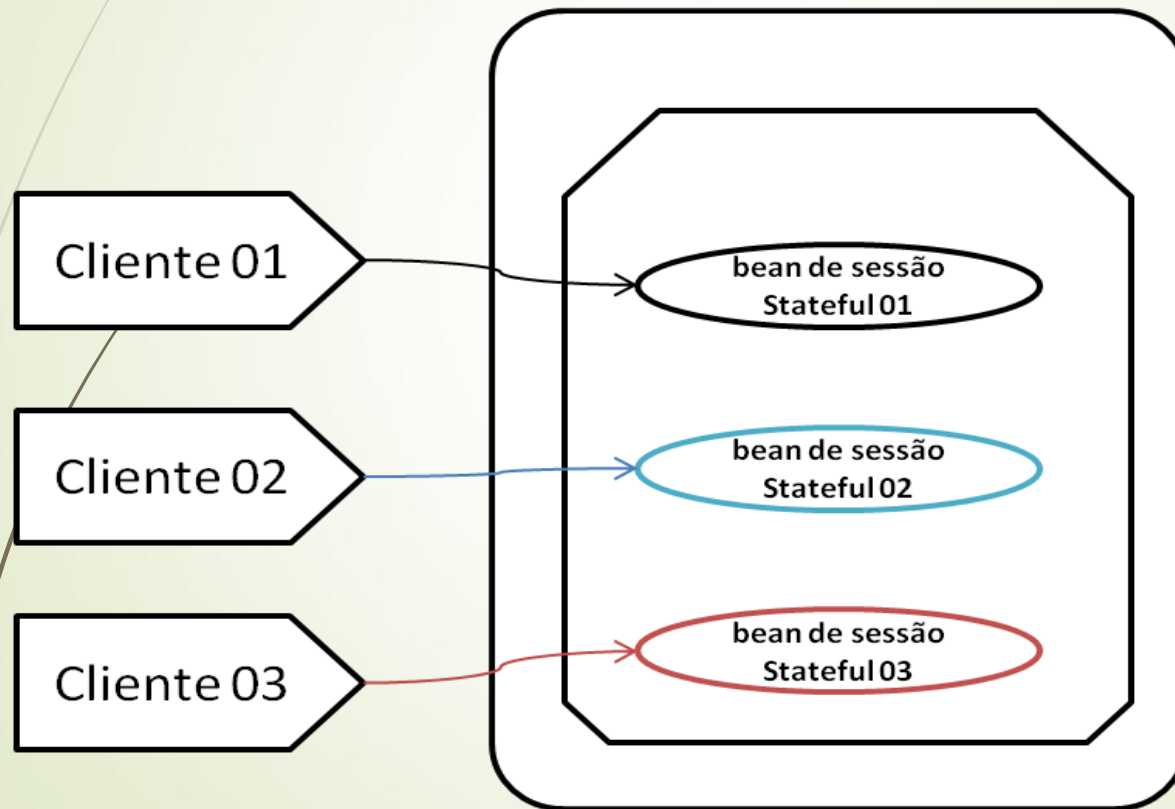 Cliente 01
bean de sessão
Stateful 01
Cliente 02
bean de sessão
Stateful 02
Cliente 03
bean de sessão
Stateful 03